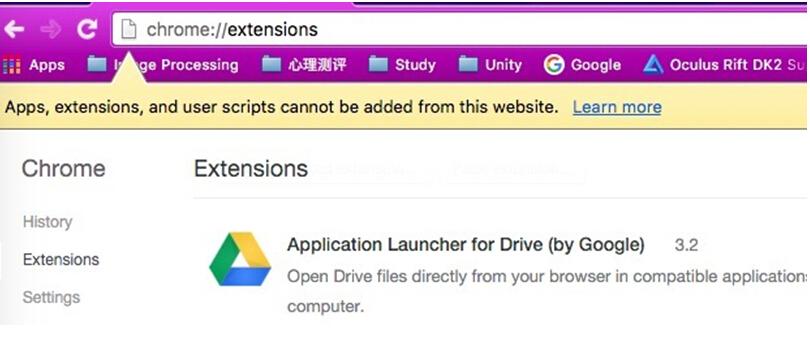 chrome://extensions
Apps Image Processing 心理测评 Study Unity Google Oculus Rift DK2 Su
Apps, extensions, and user scripts cannot be added from this website. Learn more
Chrome
Extensions
History
Extensions
Settings
Application Launcher for Drive (by Google) 3.2
Open Drive files directly from your browser in compatible applications
computer.